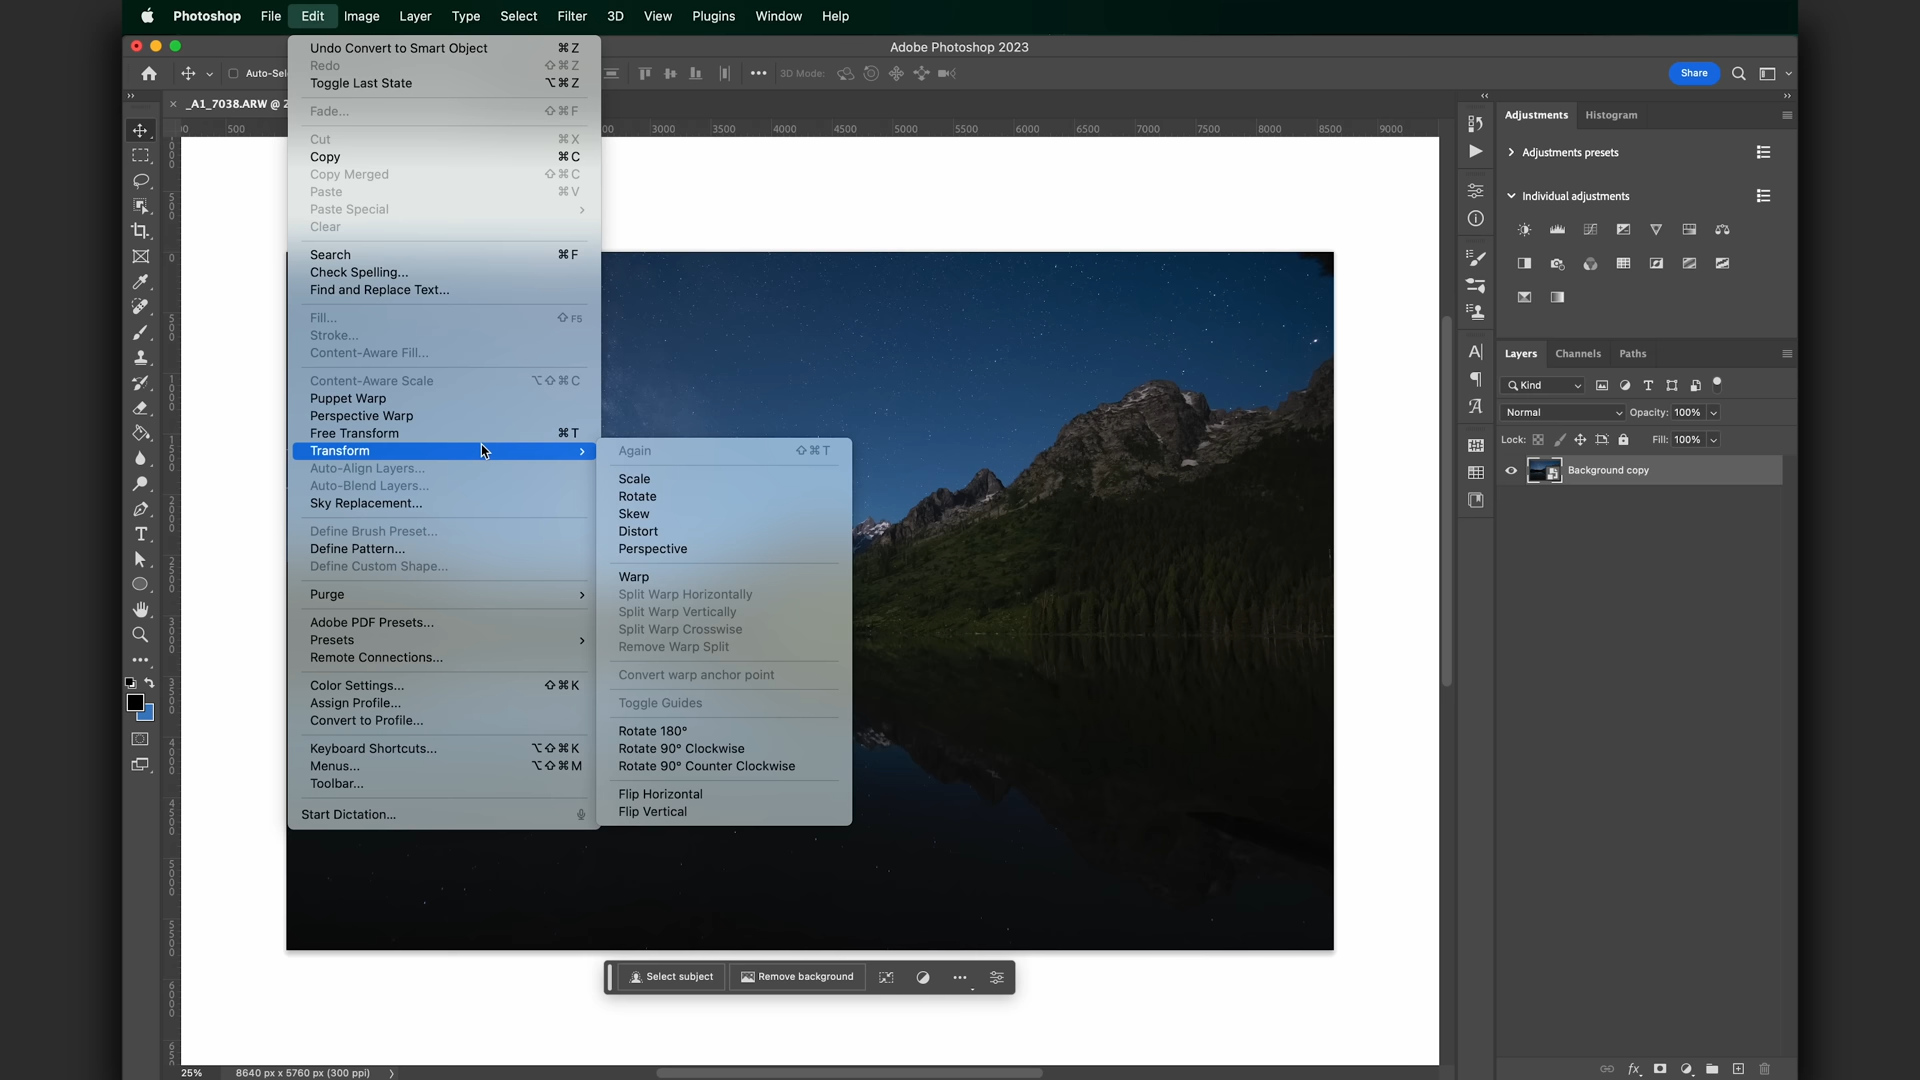 Photoshop File Edit Image Layer Type Select Filter 3D View Plugins Window Help
Adobe Photoshop 2023
Auto-Sel
3D Mode:
Share
_A1_7038.ARW @ 2
500
00 3000 3500 4000 4500 5000 5500 6000 6500 7000 7500 8000 8500 9000
Undo Convert to Smart Object ⌘Z
Redo ⇧⌘Z
Toggle Last State ⌥⌘Z
Fade... ⇧⌘F
Cut ⌘X
Copy ⌘C
Copy Merged ⇧⌘C
Paste ⌘V
Paste Special
Clear
Search ⌘F
Check Spelling...
Find and Replace Text...
Fill... ⇧F5
Stroke...
Content-Aware Fill...
Content-Aware Scale ⌥⇧⌘C
Puppet Warp
Perspective Warp
Free Transform ⌘T
Transform
Auto-Align Layers...
Auto-Blend Layers...
Sky Replacement...
Define Brush Preset...
Define Pattern...
Define Custom Shape...
Purge
Adobe PDF Presets...
Presets
Remote Connections...
Color Settings... ⇧⌘K
Assign Profile...
Convert to Profile...
Keyboard Shortcuts... ⌥⇧⌘K
Menus... ⌥⇧⌘M
Toolbar...
Start Dictation...
Again ⇧⌘T
Scale
Rotate
Skew
Distort
Perspective
Warp
Split Warp Horizontally
Split Warp Vertically
Split Warp Crosswise
Remove Warp Split
Convert warp anchor point
Toggle Guides
Rotate 180°
Rotate 90° Clockwise
Rotate 90° Counter Clockwise
Flip Horizontal
Flip Vertical
Adjustments Histogram
Adjustments presets
Individual adjustments
Layers Channels Paths
Kind
Normal Opacity: 100%
Lock: Fill: 100%
Background copy
Select subject Remove background
25% 8640 px x 5760 px (300 ppi)